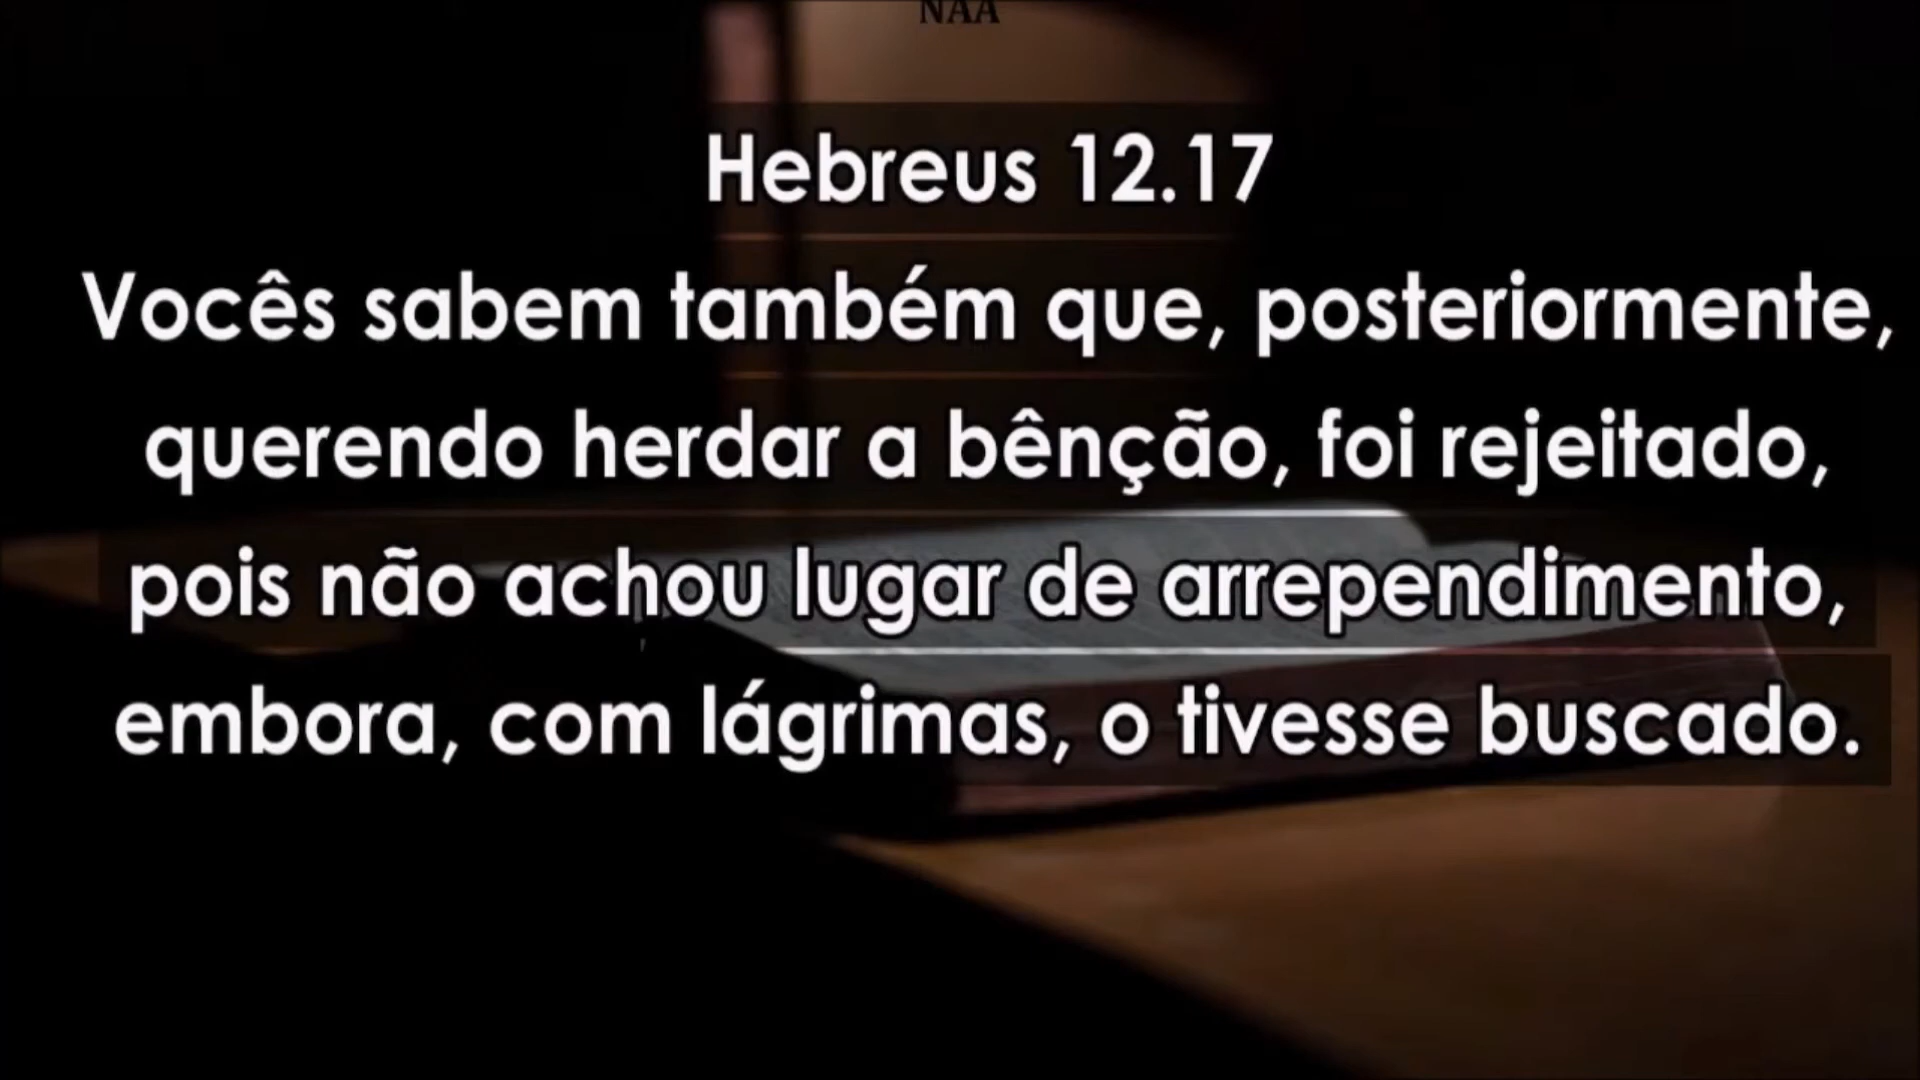 NAA
Hebreus 12.17
Vocês sabem também que, posteriormente,
querendo herdar a bênção, foi rejeitado,
pois não achou lugar de arrependimento,
embora, com lágrimas, o tivesse buscado.